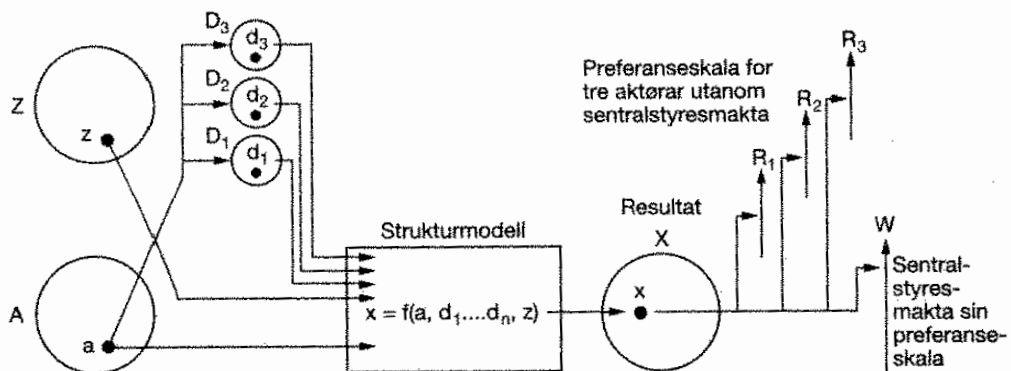 D₃
d₃
D₂
d₂
D₁
d₁
Z
z
A
a
Strukturmodell
x = f(a, d₁....dₙ, z)
Resultat
X
x
Preferanseskala for
tre aktørar utanom
sentralstyresmakta
R₁
R₂
R₃
W
Sentral-
styres-
makta sin
preferanse-
skala